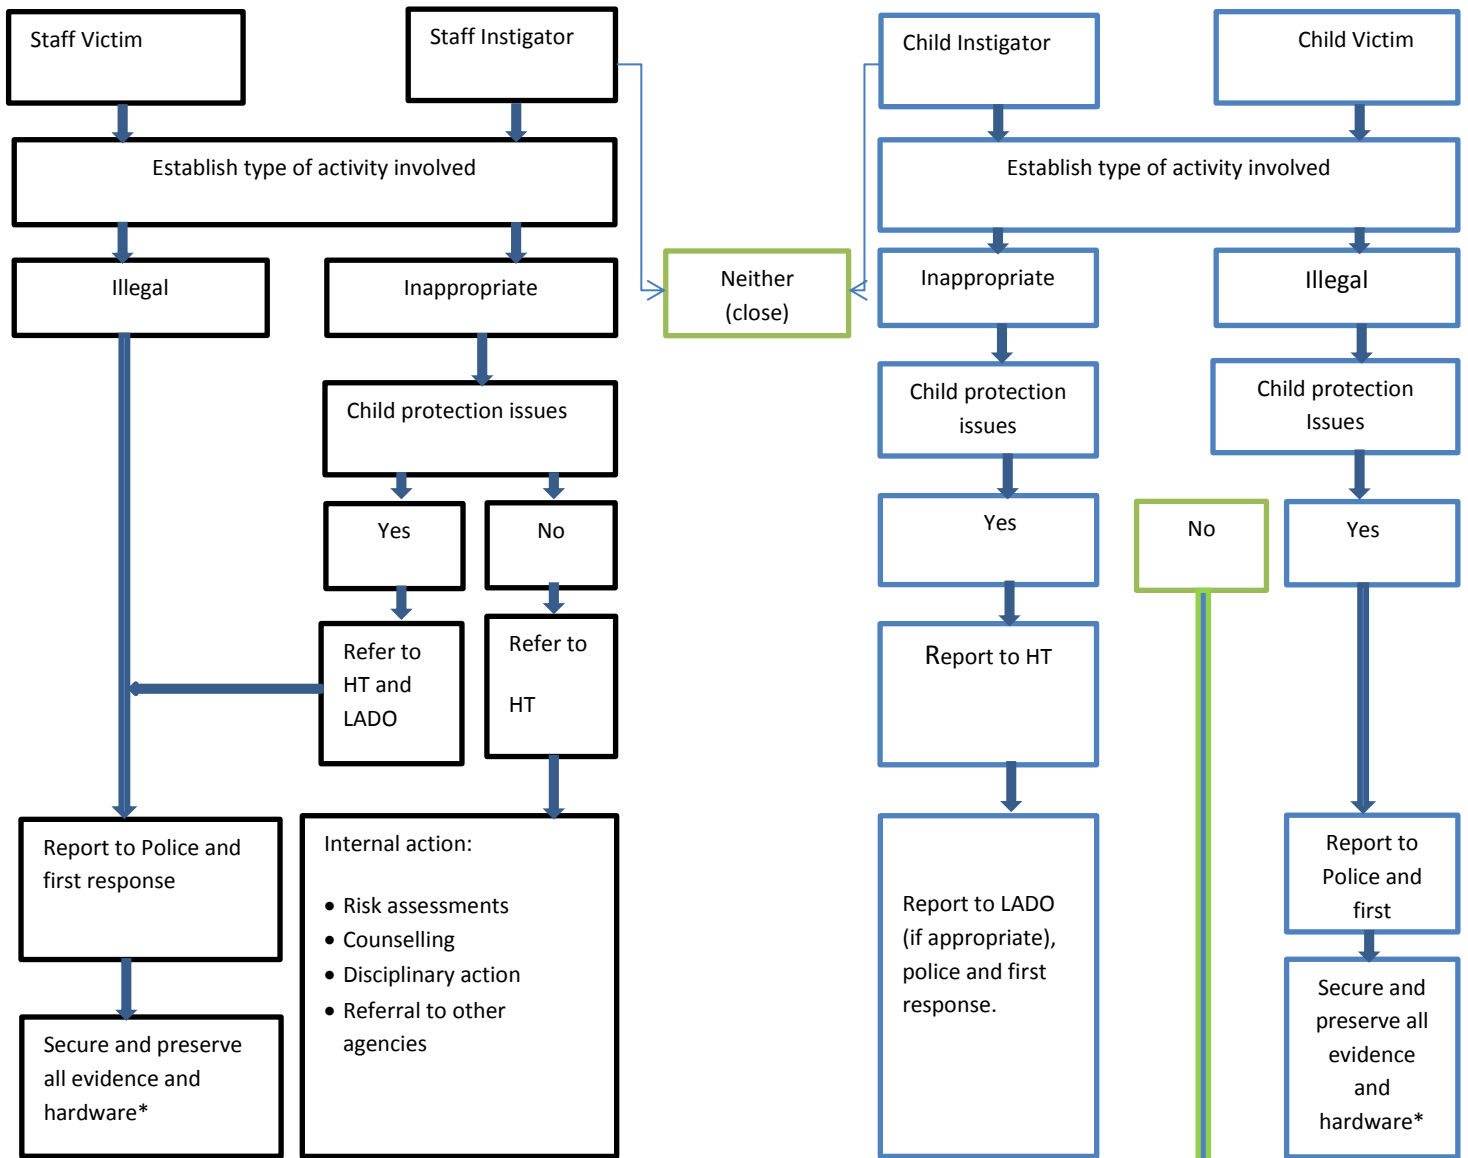 Staff Victim
Staff Instigator
Child Instigator
Child Victim
Establish type of activity involved
Establish type of activity involved
Illegal
Inappropriate
Neither
(close)
Inappropriate
Illegal
Child protection issues
Child protection
issues
Child protection
Issues
Yes
No
Yes
No
Yes
Refer to
HT and
LADO
Refer to
HT
Report to HT
Report to Police and
first response
Internal action:
• Risk assessments
• Counselling
• Disciplinary action
• Referral to other
agencies
Report to LADO
(if appropriate),
police and first
response.
Report to
Police and
first
Secure and preserve
all evidence and
hardware*
Secure and
preserve all
evidence
and
hardware*